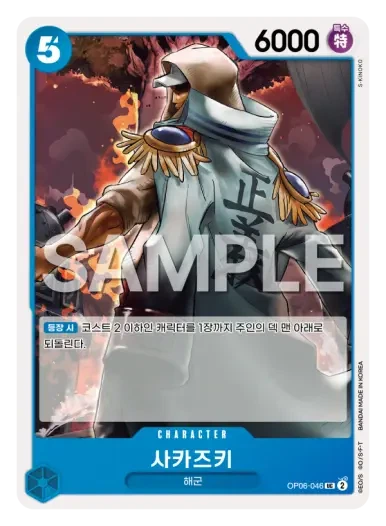 5
6000
특수
特
S-KINOKO
正義
SAMPLE
등장 시 코스트 2 이하인 캐릭터를 1장까지 주인의 덱 맨 아래로
되돌린다.
CHARACTER
사카즈키
해군
OP06-046 UC 2
©E.O/S ©O./S·F·T BANDAI MADE IN KOREA